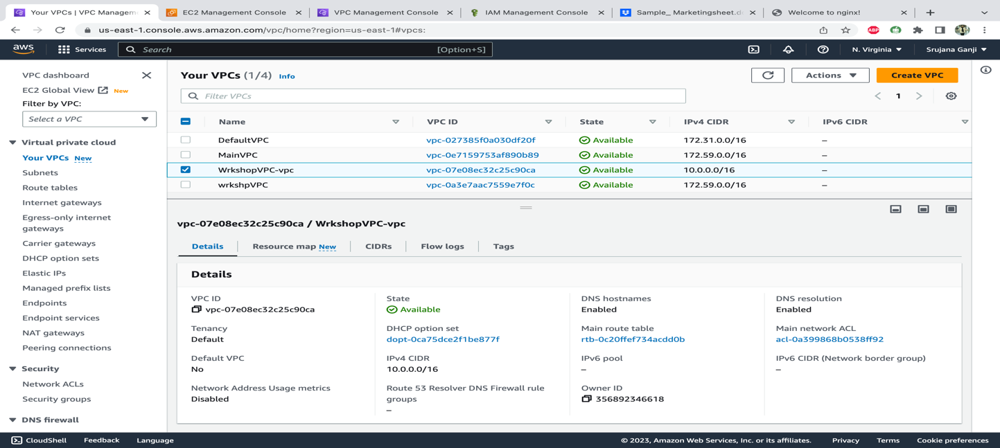 Your VPCs | VPC Managem
EC2 Management Console
VPC Management Console
IAM Management Console
Sample_ Marketingsheet.d
Welcome to nginx!
us-east-1.console.aws.amazon.com/vpc/home?region=us-east-1#vpcs:
ABP
aws
Services
Search
[Option+S]
N. Virginia
Srujana Ganji
VPC dashboard
EC2 Global View New
Filter by VPC:
Select a VPC
Virtual private cloud
Your VPCs New
Subnets
Route tables
Internet gateways
Egress-only internet
gateways
Carrier gateways
DHCP option sets
Elastic IPs
Managed prefix lists
Endpoints
Endpoint services
NAT gateways
Peering connections
Security
Network ACLs
Security groups
DNS firewall
Your VPCs (1/4) Info
Actions
Create VPC
Filter VPCs
1
Name VPC ID State IPv4 CIDR IPv6 CIDR
DefaultVPC vpc-027385f0a030df20f Available 172.31.0.0/16 –
MainVPC vpc-0e7159753af890b89 Available 172.59.0.0/16 –
WrkshopVPC-vpc vpc-07e08ec32c25c90ca Available 10.0.0.0/16 –
wrkshpVPC vpc-0a3e7aac7559e7f0c Available 172.59.0.0/16 –
vpc-07e08ec32c25c90ca / WrkshopVPC-vpc
Details Resource map New CIDRs Flow logs Tags
Details
VPC ID
vpc-07e08ec32c25c90ca
State
Available
DNS hostnames
Enabled
DNS resolution
Enabled
Tenancy
Default
DHCP option set
dopt-0ca75dce2f1be877f
Main route table
rtb-0c20ffef734acdd0b
Main network ACL
acl-0a399868b0538ff92
Default VPC
No
IPv4 CIDR
10.0.0.0/16
IPv6 pool
–
IPv6 CIDR (Network border group)
–
Network Address Usage metrics
Disabled
Route 53 Resolver DNS Firewall rule
groups
–
Owner ID
356892346618
CloudShell Feedback Language
© 2023, Amazon Web Services, Inc. or its affiliates. Privacy Terms Cookie preferences